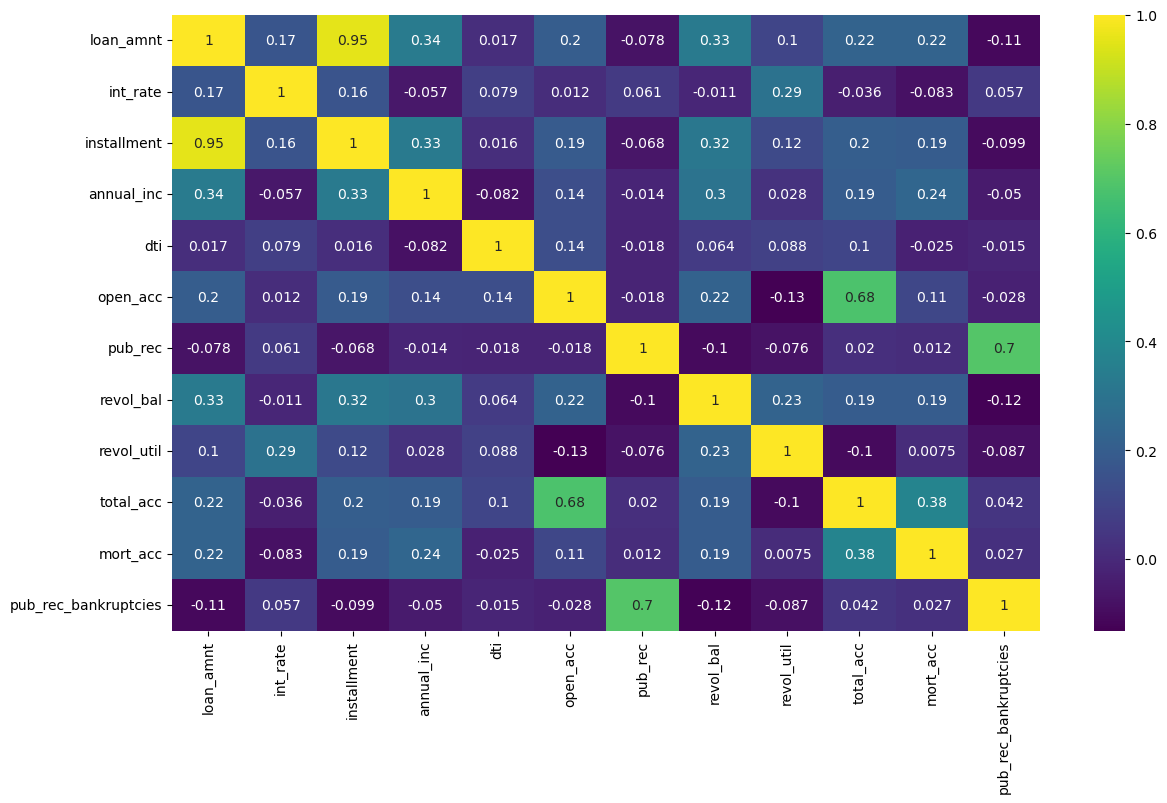 loan_amnt 1 0.17 0.95 0.34 0.017 0.2 -0.078 0.33 0.1 0.22 0.22 -0.11
int_rate 0.17 1 0.16 -0.057 0.079 0.012 0.061 -0.011 0.29 -0.036 -0.083 0.057
installment 0.95 0.16 1 0.33 0.016 0.19 -0.068 0.32 0.12 0.2 0.19 -0.099
annual_inc 0.34 -0.057 0.33 1 -0.082 0.14 -0.014 0.3 0.028 0.19 0.24 -0.05
dti 0.017 0.079 0.016 -0.082 1 0.14 -0.018 0.064 0.088 0.1 -0.025 -0.015
open_acc 0.2 0.012 0.19 0.14 0.14 1 -0.018 0.22 -0.13 0.68 0.11 -0.028
pub_rec -0.078 0.061 -0.068 -0.014 -0.018 -0.018 1 -0.1 -0.076 0.02 0.012 0.7
revol_bal 0.33 -0.011 0.32 0.3 0.064 0.22 -0.1 1 0.23 0.19 0.19 -0.12
revol_util 0.1 0.29 0.12 0.028 0.088 -0.13 -0.076 0.23 1 -0.1 0.0075 -0.087
total_acc 0.22 -0.036 0.2 0.19 0.1 0.68 0.02 0.19 -0.1 1 0.38 0.042
mort_acc 0.22 -0.083 0.19 0.24 -0.025 0.11 0.012 0.19 0.0075 0.38 1 0.027
pub_rec_bankruptcies -0.11 0.057 -0.099 -0.05 -0.015 -0.028 0.7 -0.12 -0.087 0.042 0.027 1
loan_amnt
int_rate
installment
annual_inc
dti
open_acc
pub_rec
revol_bal
revol_util
total_acc
mort_acc
pub_rec_bankruptcies
1.0
0.8
0.6
0.4
0.2
0.0